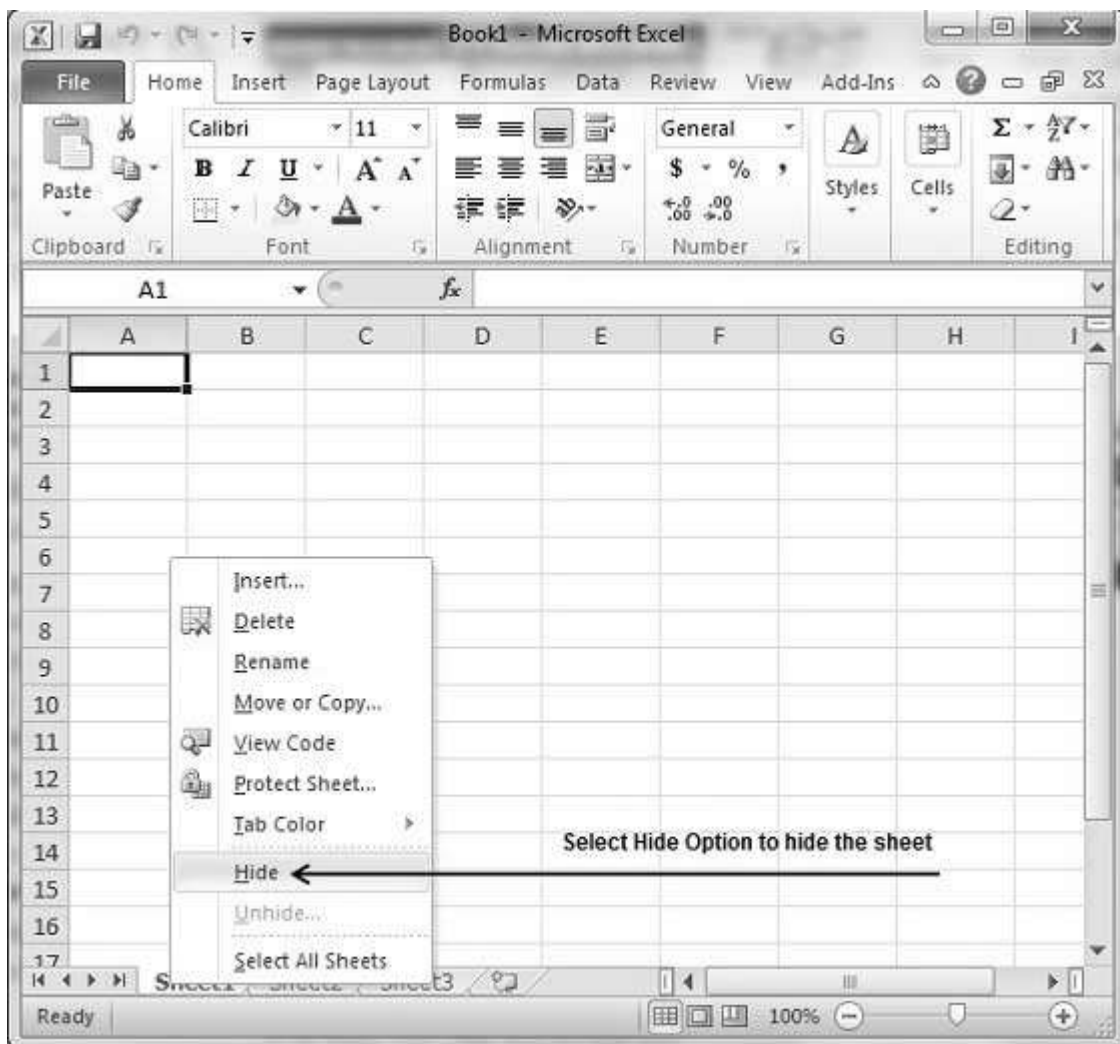 Book1 - Microsoft Excel
File Home Insert Page Layout Formulas Data Review View Add-Ins
Calibri 11 General
B I U A A $ % ,
Paste Styles Cells
Clipboard Font Alignment Number Editing
A1 fx
A B C D E F G H I
1
2
3
4
5
6
Insert...
7
8 Delete
9 Rename
10 Move or Copy...
11 View Code
12 Protect Sheet...
13 Tab Color
14 Select Hide Option to hide the sheet
Hide
15
16 Unhide...
17 Select All Sheets
Sheet1 Sheet2 Sheet3
Ready 100%